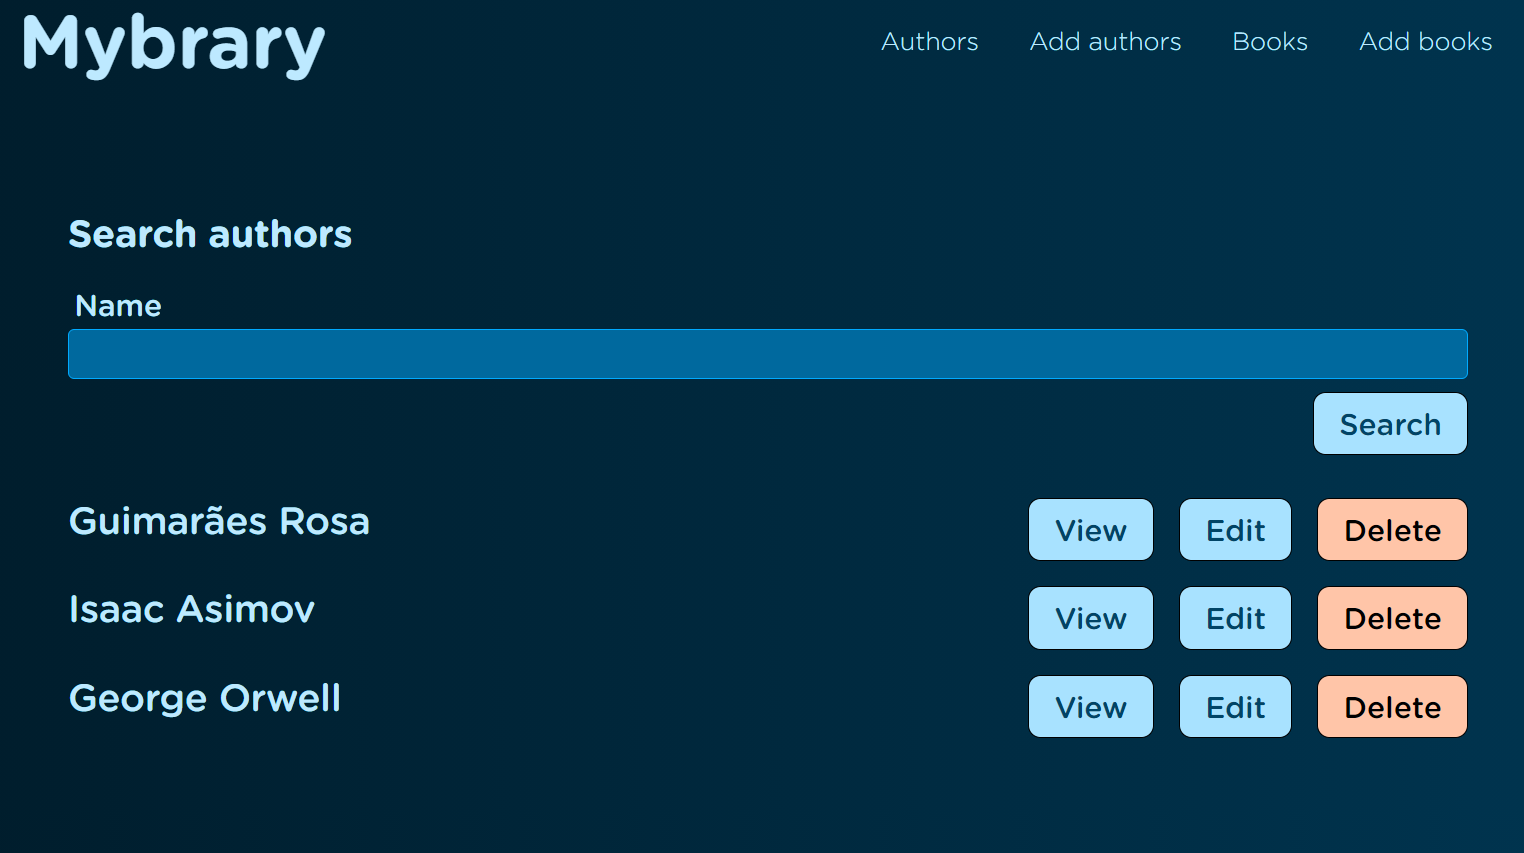 Mybrary
Authors Add authors Books Add books
Search authors
Name
Search
Guimarães Rosa View Edit Delete
Isaac Asimov View Edit Delete
George Orwell View Edit Delete